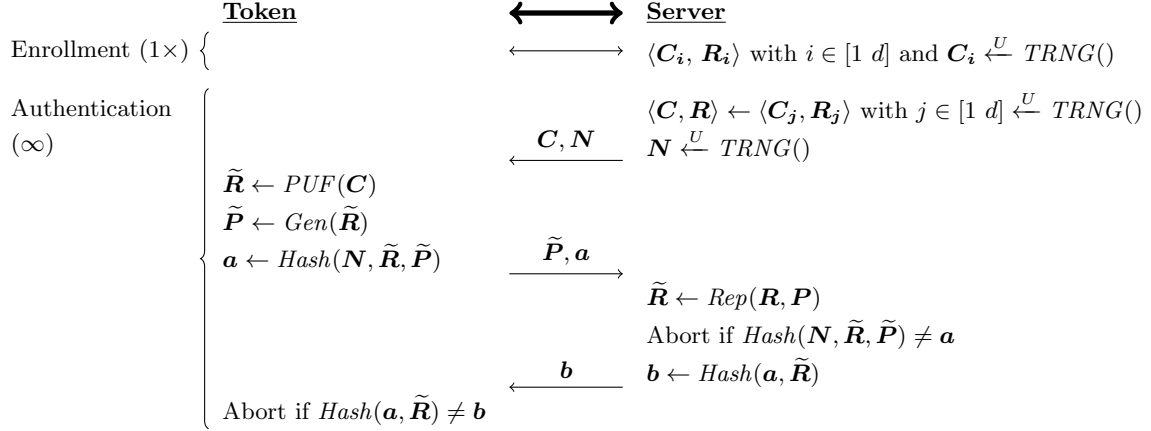 Token Server
Enrollment (1×) { ⟨C_i, R_i⟩ with i ∈ [1 d] and C_i ←U TRNG()
Authentication ⟨C, R⟩ ← ⟨C_j, R_j⟩ with j ∈ [1 d] ←U TRNG()
(∞) C, N N ←U TRNG()
R̃ ← PUF(C)
P̃ ← Gen(R̃)
a ← Hash(N, R̃, P̃) P̃, a
R̃ ← Rep(R, P)
Abort if Hash(N, R̃, P̃) ≠ a
b b ← Hash(a, R̃)
Abort if Hash(a, R̃) ≠ b